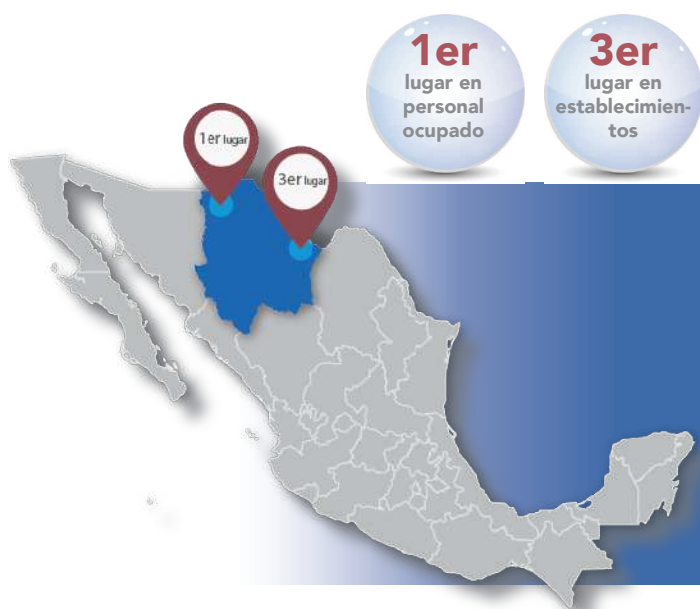 1er
lugar en
personal
ocupado
3er
lugar en
establecimien-
tos
1er lugar
3er lugar